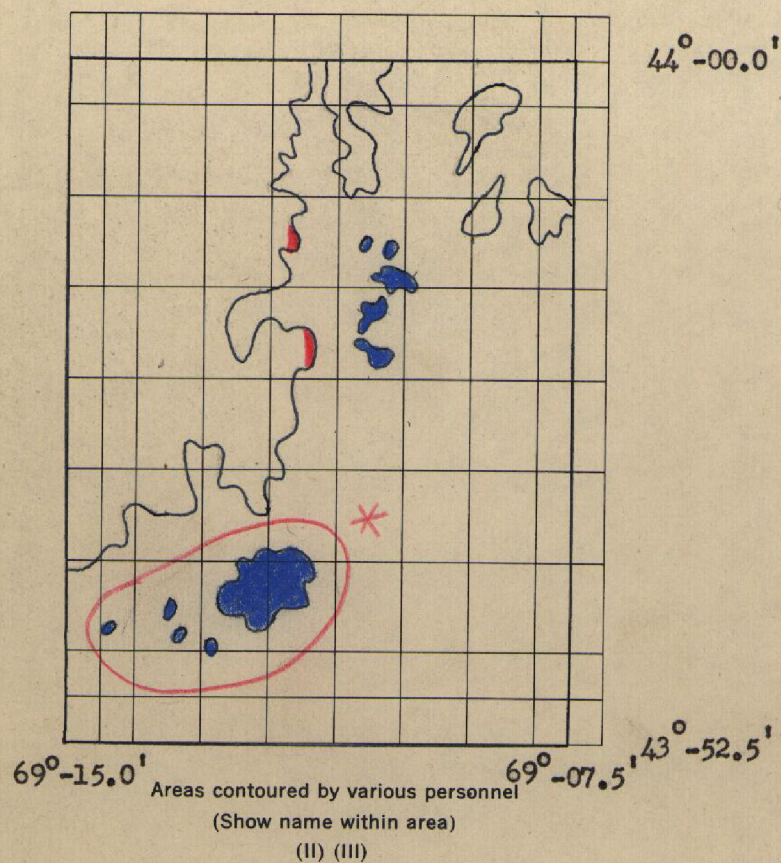 44°-00.0'
43°-52.5'
69°-15.0'
69°-07.5'
Areas contoured by various personnel
(Show name within area)
(II) (III)